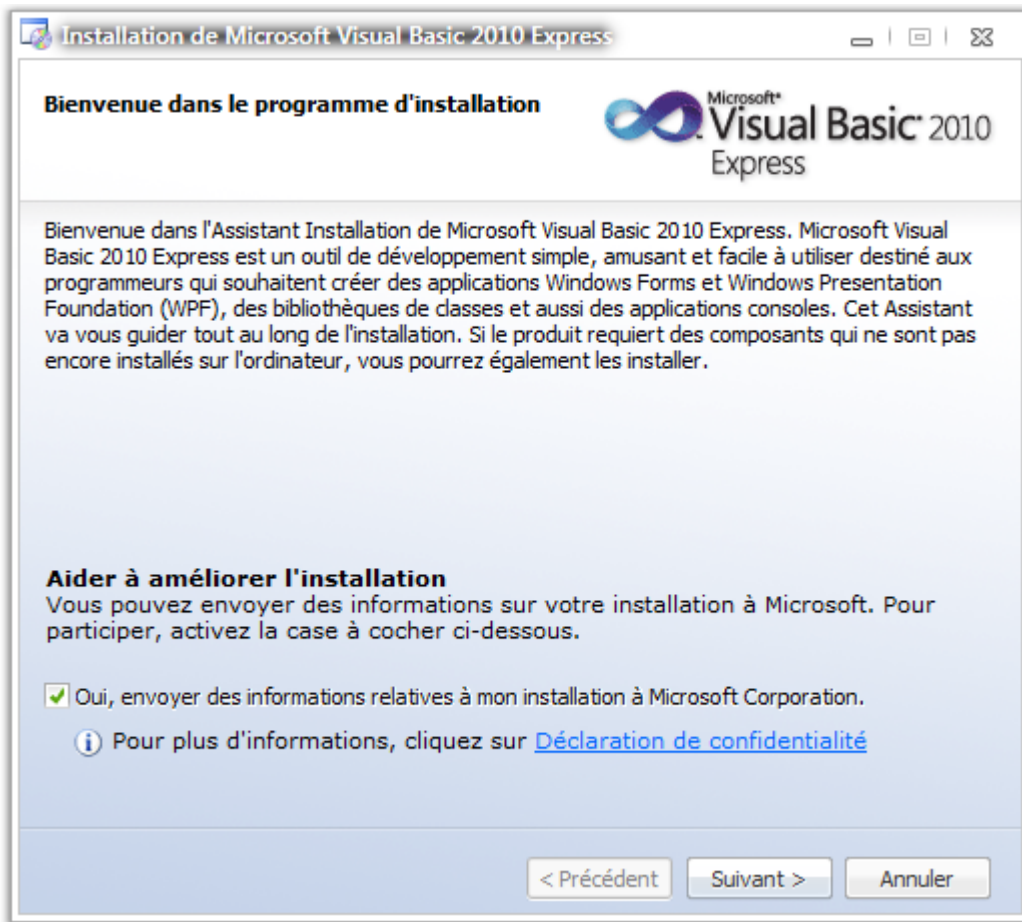 Installation de Microsoft Visual Basic 2010 Express
Bienvenue dans le programme d'installation
Microsoft®
Visual Basic® 2010
Express
Bienvenue dans l'Assistant Installation de Microsoft Visual Basic 2010 Express. Microsoft Visual
Basic 2010 Express est un outil de développement simple, amusant et facile à utiliser destiné aux
programmeurs qui souhaitent créer des applications Windows Forms et Windows Presentation
Foundation (WPF), des bibliothèques de classes et aussi des applications consoles. Cet Assistant
va vous guider tout au long de l'installation. Si le produit requiert des composants qui ne sont pas
encore installés sur l'ordinateur, vous pourrez également les installer.
Aider à améliorer l'installation
Vous pouvez envoyer des informations sur votre installation à Microsoft. Pour
participer, activez la case à cocher ci-dessous.
Oui, envoyer des informations relatives à mon installation à Microsoft Corporation.
Pour plus d'informations, cliquez sur Déclaration de confidentialité
< Précédent Suivant > Annuler